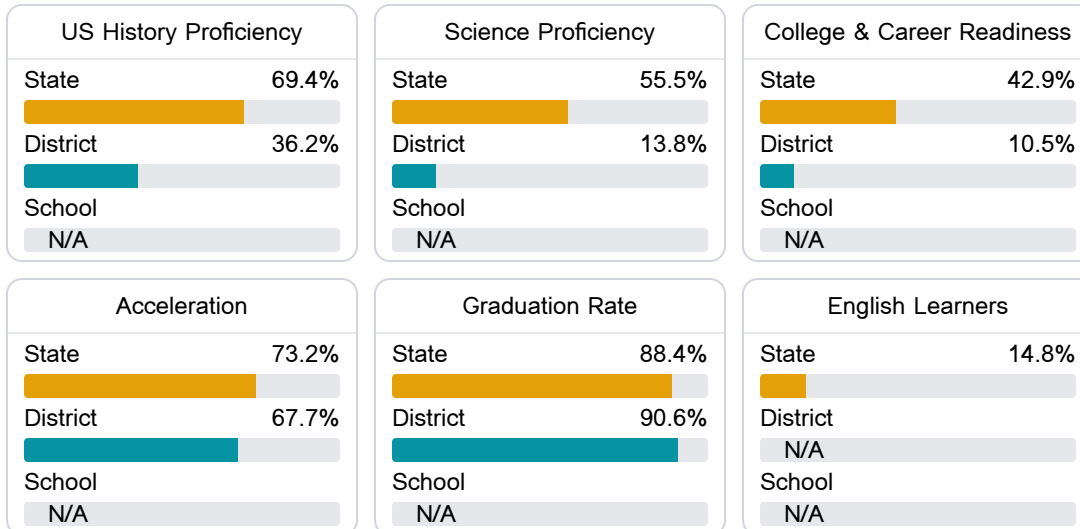 US History Proficiency
State 69.4%
District 36.2%
School
N/A
Science Proficiency
State 55.5%
District 13.8%
School
N/A
College & Career Readiness
State 42.9%
District 10.5%
School
N/A
Acceleration
State 73.2%
District 67.7%
School
N/A
Graduation Rate
State 88.4%
District 90.6%
School
N/A
English Learners
State 14.8%
District
N/A
School
N/A